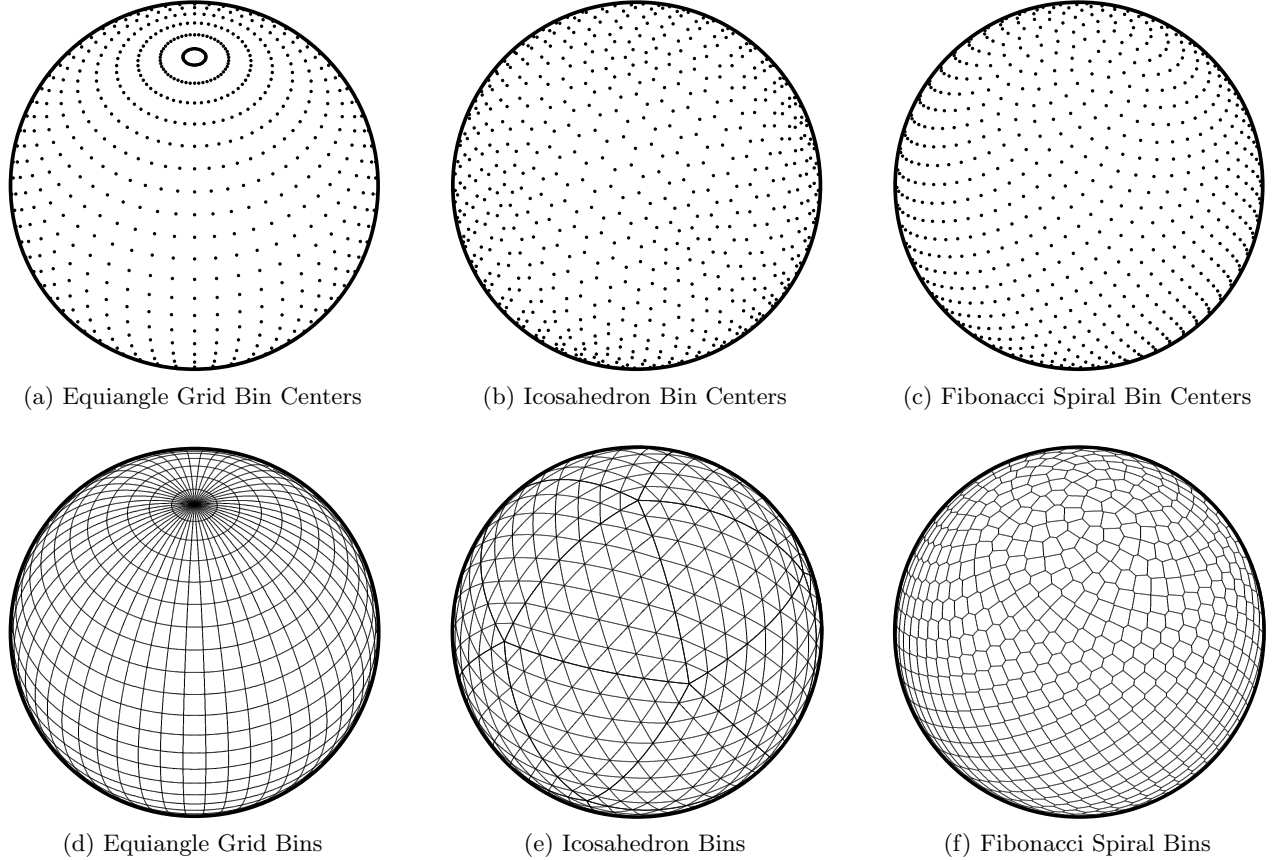 (a) Equiangle Grid Bin Centers
(b) Icosahedron Bin Centers
(c) Fibonacci Spiral Bin Centers
(d) Equiangle Grid Bins
(e) Icosahedron Bins
(f) Fibonacci Spiral Bins